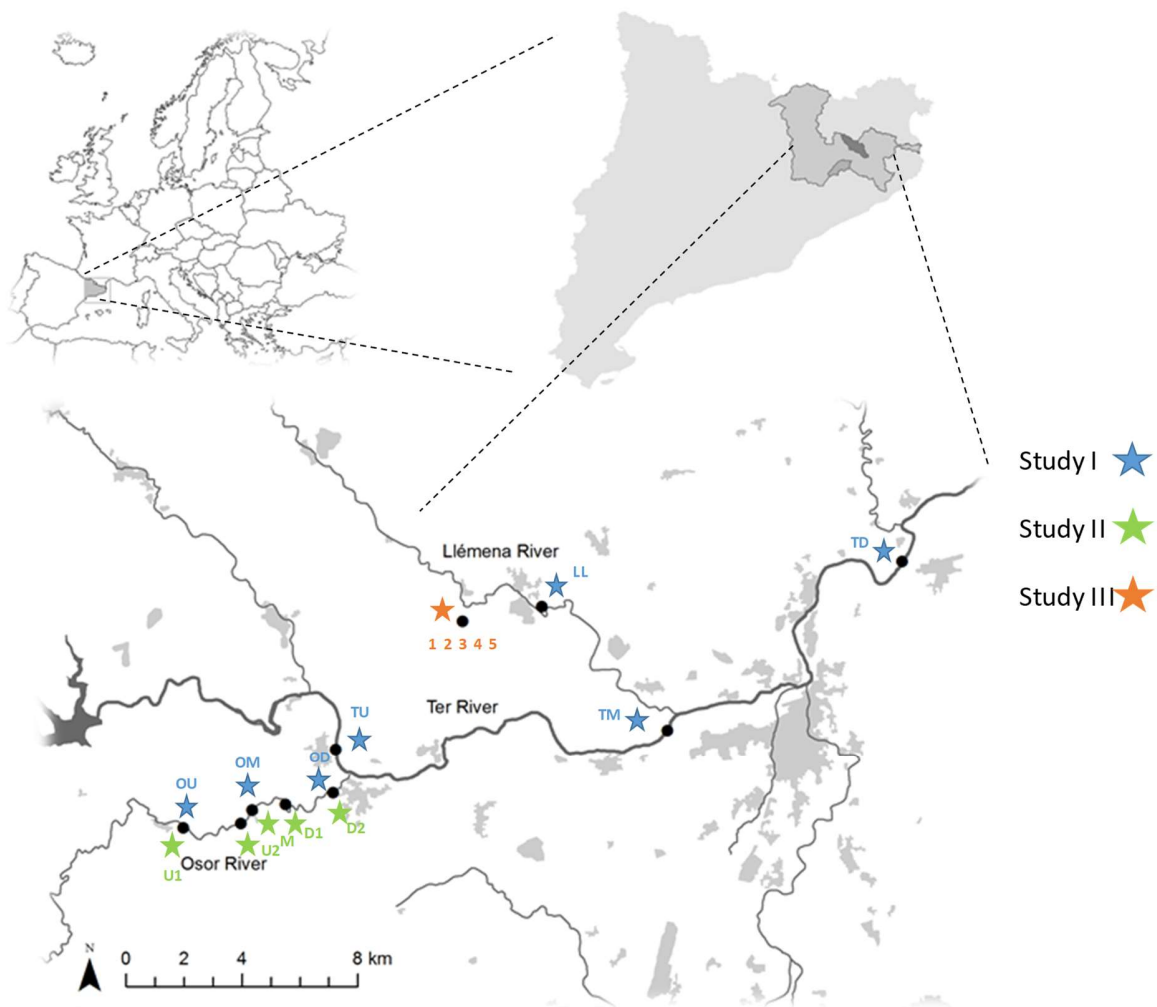 Study I
Study II
Study III
Llémena River
LL
TD
1 2 3 4 5
Ter River
TM
TU
OD
OM
OU
D2
D1
M
U2
Osor River
U1
N
0 2 4 8 km